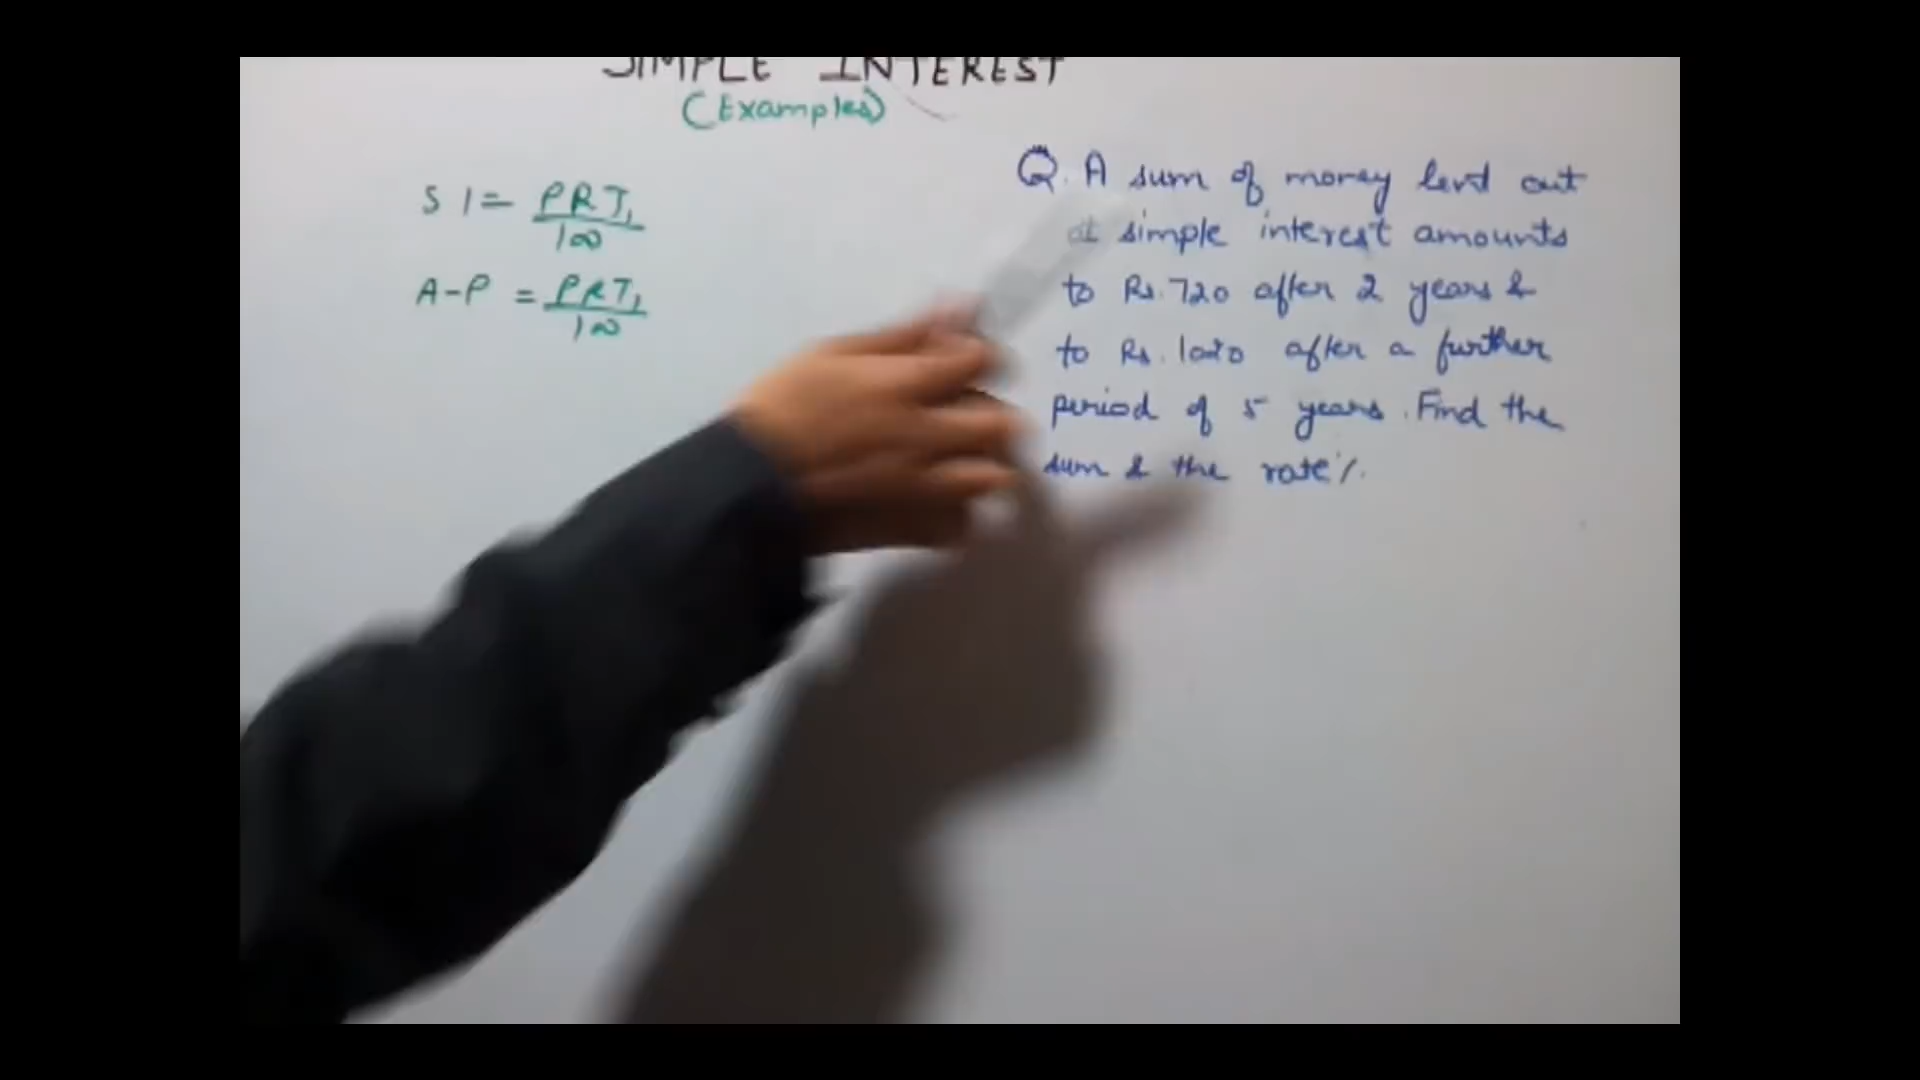 SIMPLE INTEREST
(Examples)
S I = PRT₁
100
A-P = PRT₁
100
Q. A sum of money lend out
at simple interest amounts
to Rs. 720 after 2 years &
to Rs. 1020 after a further
period of 5 years. Find the
sum & the rate%.